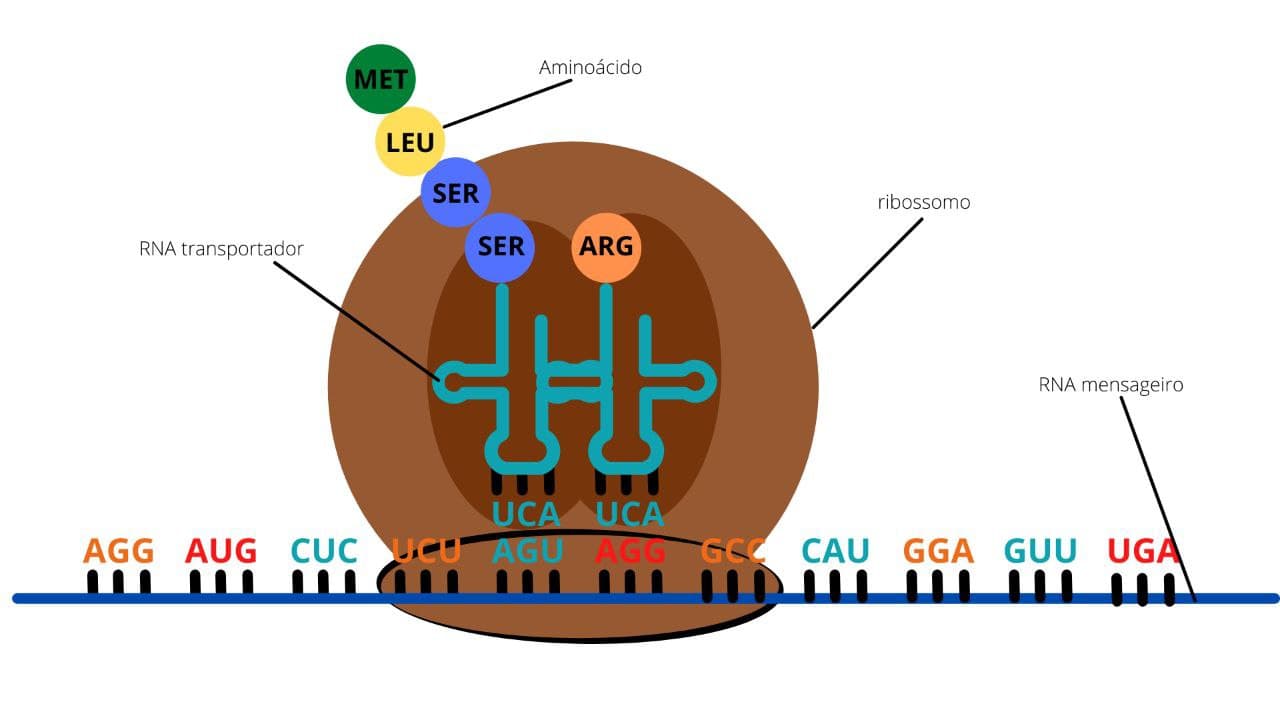 MET
Aminoácido
LEU
SER
ribossomo
SER
ARG
RNA transportador
RNA mensageiro
UCA UCA
AGG AUG CUC UCU AGU AGG GCC CAU GGA GUU UGA